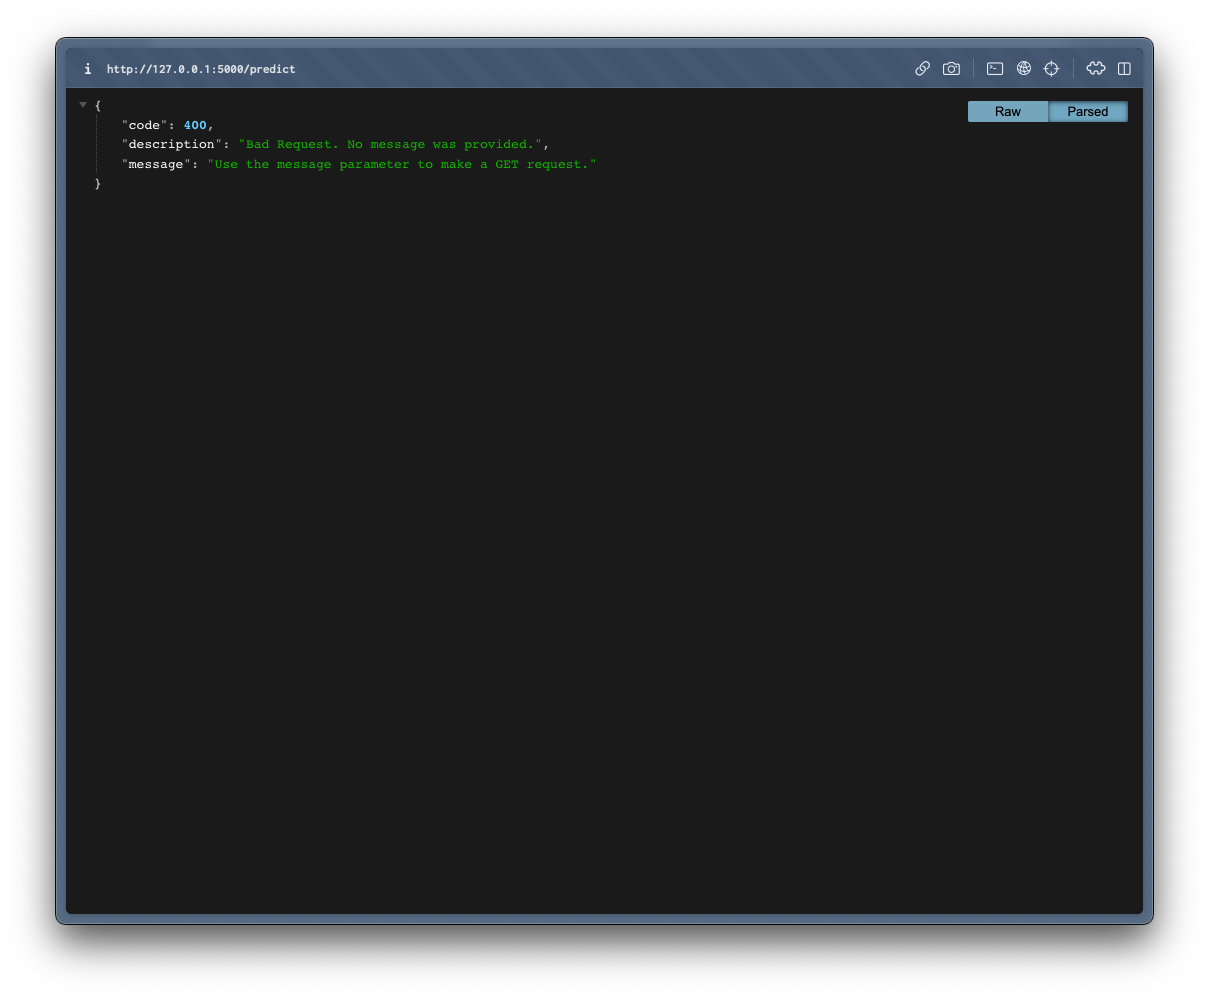 i http://127.0.0.1:5000/predict
Raw Parsed
{
"code": 400,
"description": "Bad Request. No message was provided.",
"message": "Use the message parameter to make a GET request."
}